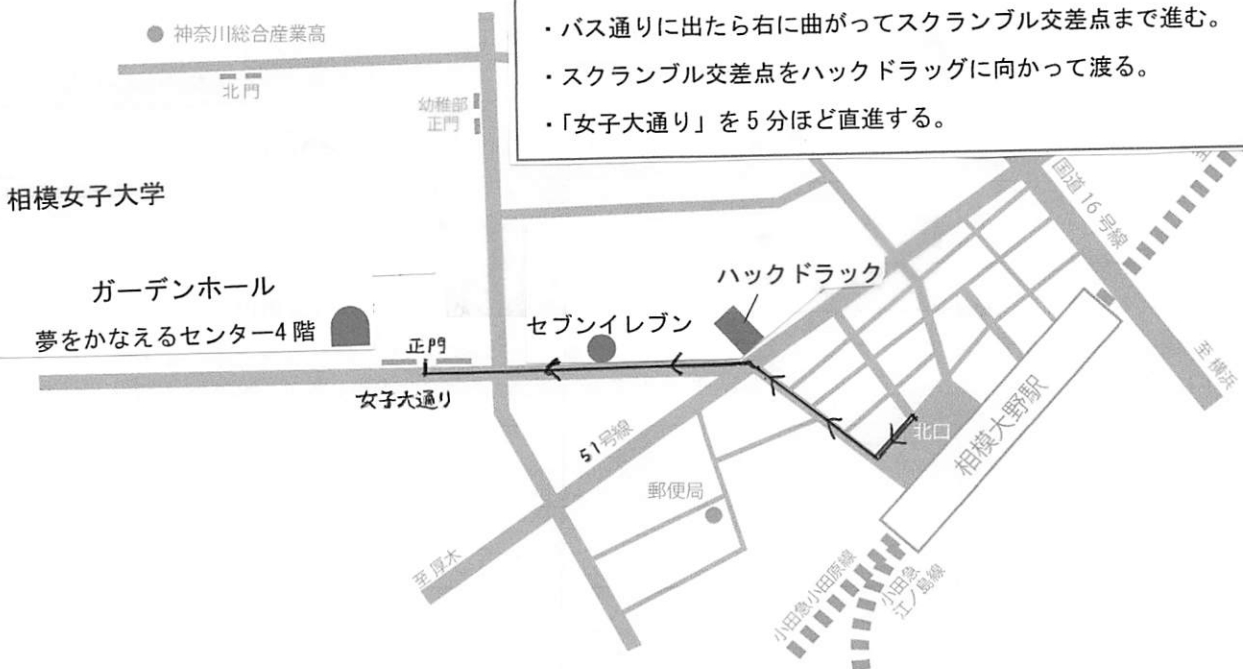 ・バス通りに出たら右に曲がってスクランブル交差点まで進む。
・スクランブル交差点をハックドラッグに向かって渡る。
・「女子大通り」を5分ほど直進する。
神奈川総合産業高
北門
幼稚部
正門
国道16号線
相模女子大学
ガーデンホール
夢をかなえるセンター4階
ハックドラック
セブンイレブン
正門
女子大通り
至横浜
北口
相模大野駅
51号線
郵便局
至厚木
小田急小田原線
小田急
江ノ島線